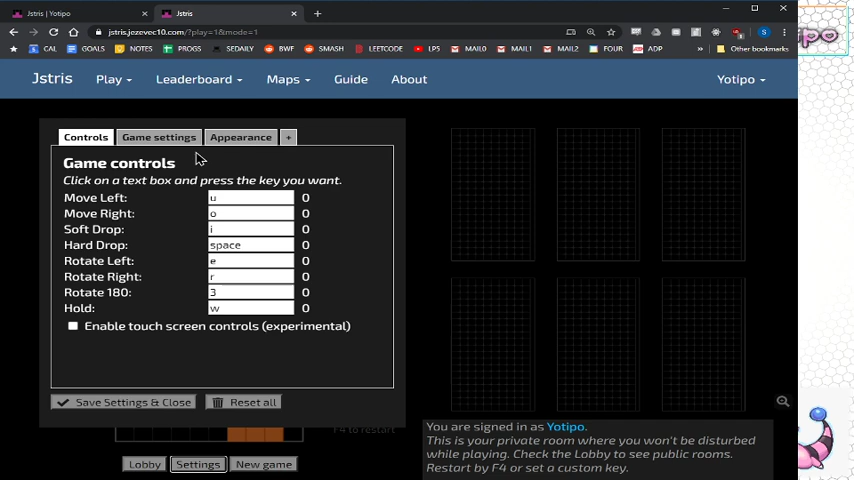 Jstris | Yotipo
Jstris
jstris.jezevec10.com/?play=1&mode=1
CAL
GOALS
NOTES
PROGS
SEDAILY
BWF
SMASH
LEETCODE
LPS
MAIL0
MAIL1
MAIL2
FOUR
ADP
»
Other bookmarks
Jstris
Play
Leaderboard
Maps
Guide
About
Yotipo
Controls
Game settings
Appearance
+
Game controls
Click on a text box and press the key you want.
Move Left: u 0
Move Right: o 0
Soft Drop: i 0
Hard Drop: space 0
Rotate Left: e 0
Rotate Right: r 0
Rotate 180: 3 0
Hold: w 0
Enable touch screen controls (experimental)
Save Settings & Close
Reset all
F4 to restart
Lobby
Settings
New game
You are signed in as Yotipo.
This is your private room where you won't be disturbed
while playing. Check the Lobby to see public rooms.
Restart by F4 or set a custom key.